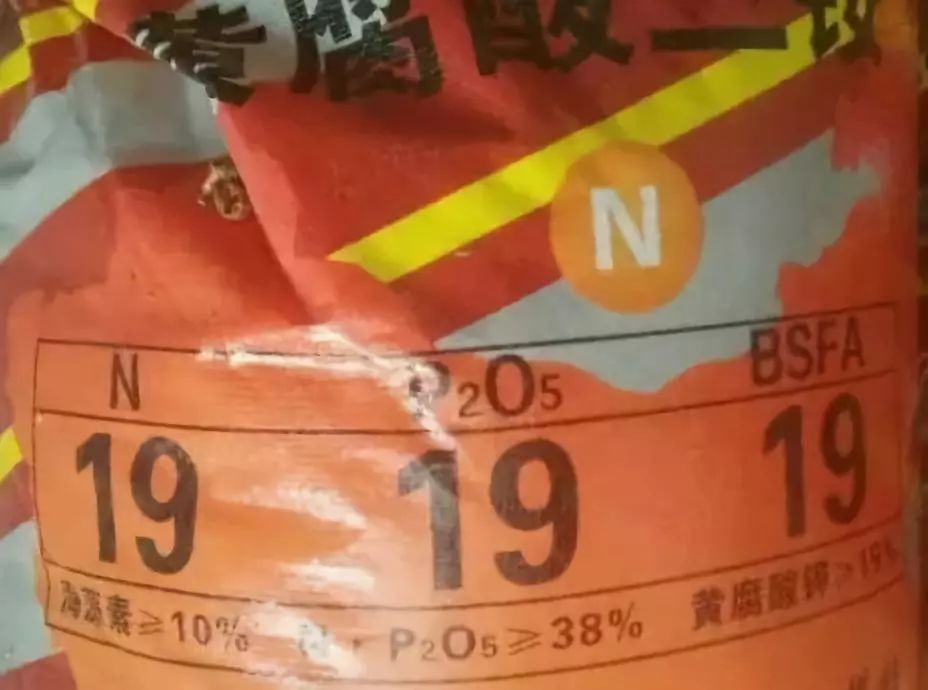 黄腐酸二
N
N P₂O₅ BSFA
19 19 19
海藻素≥10% N·P₂O₅≥38% 黄腐酸钾≥19%